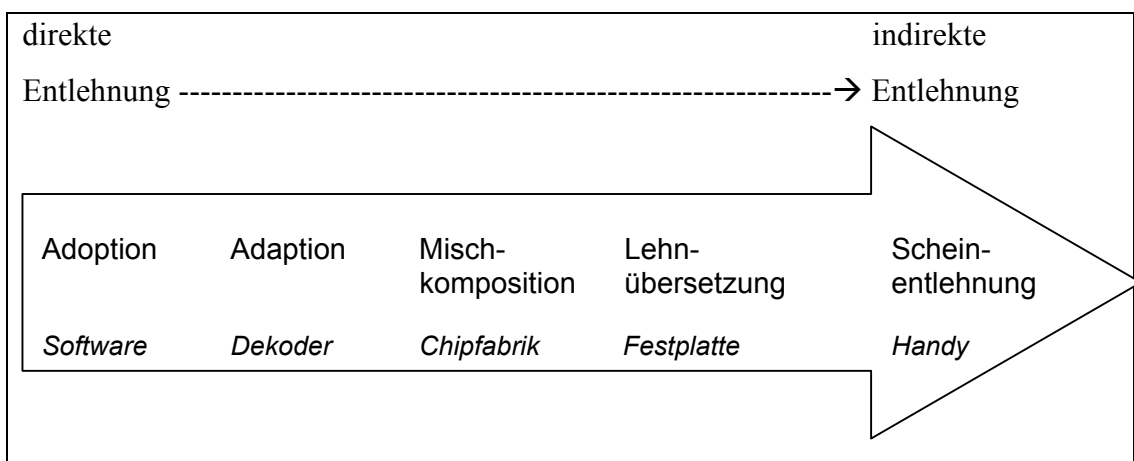 direkte indirekte
Entlehnung ----------------------------------------------------------→ Entlehnung
Adoption Adaption Misch- Lehn- Schein-
komposition übersetzung entlehnung
Software Dekoder Chipfabrik Festplatte Handy